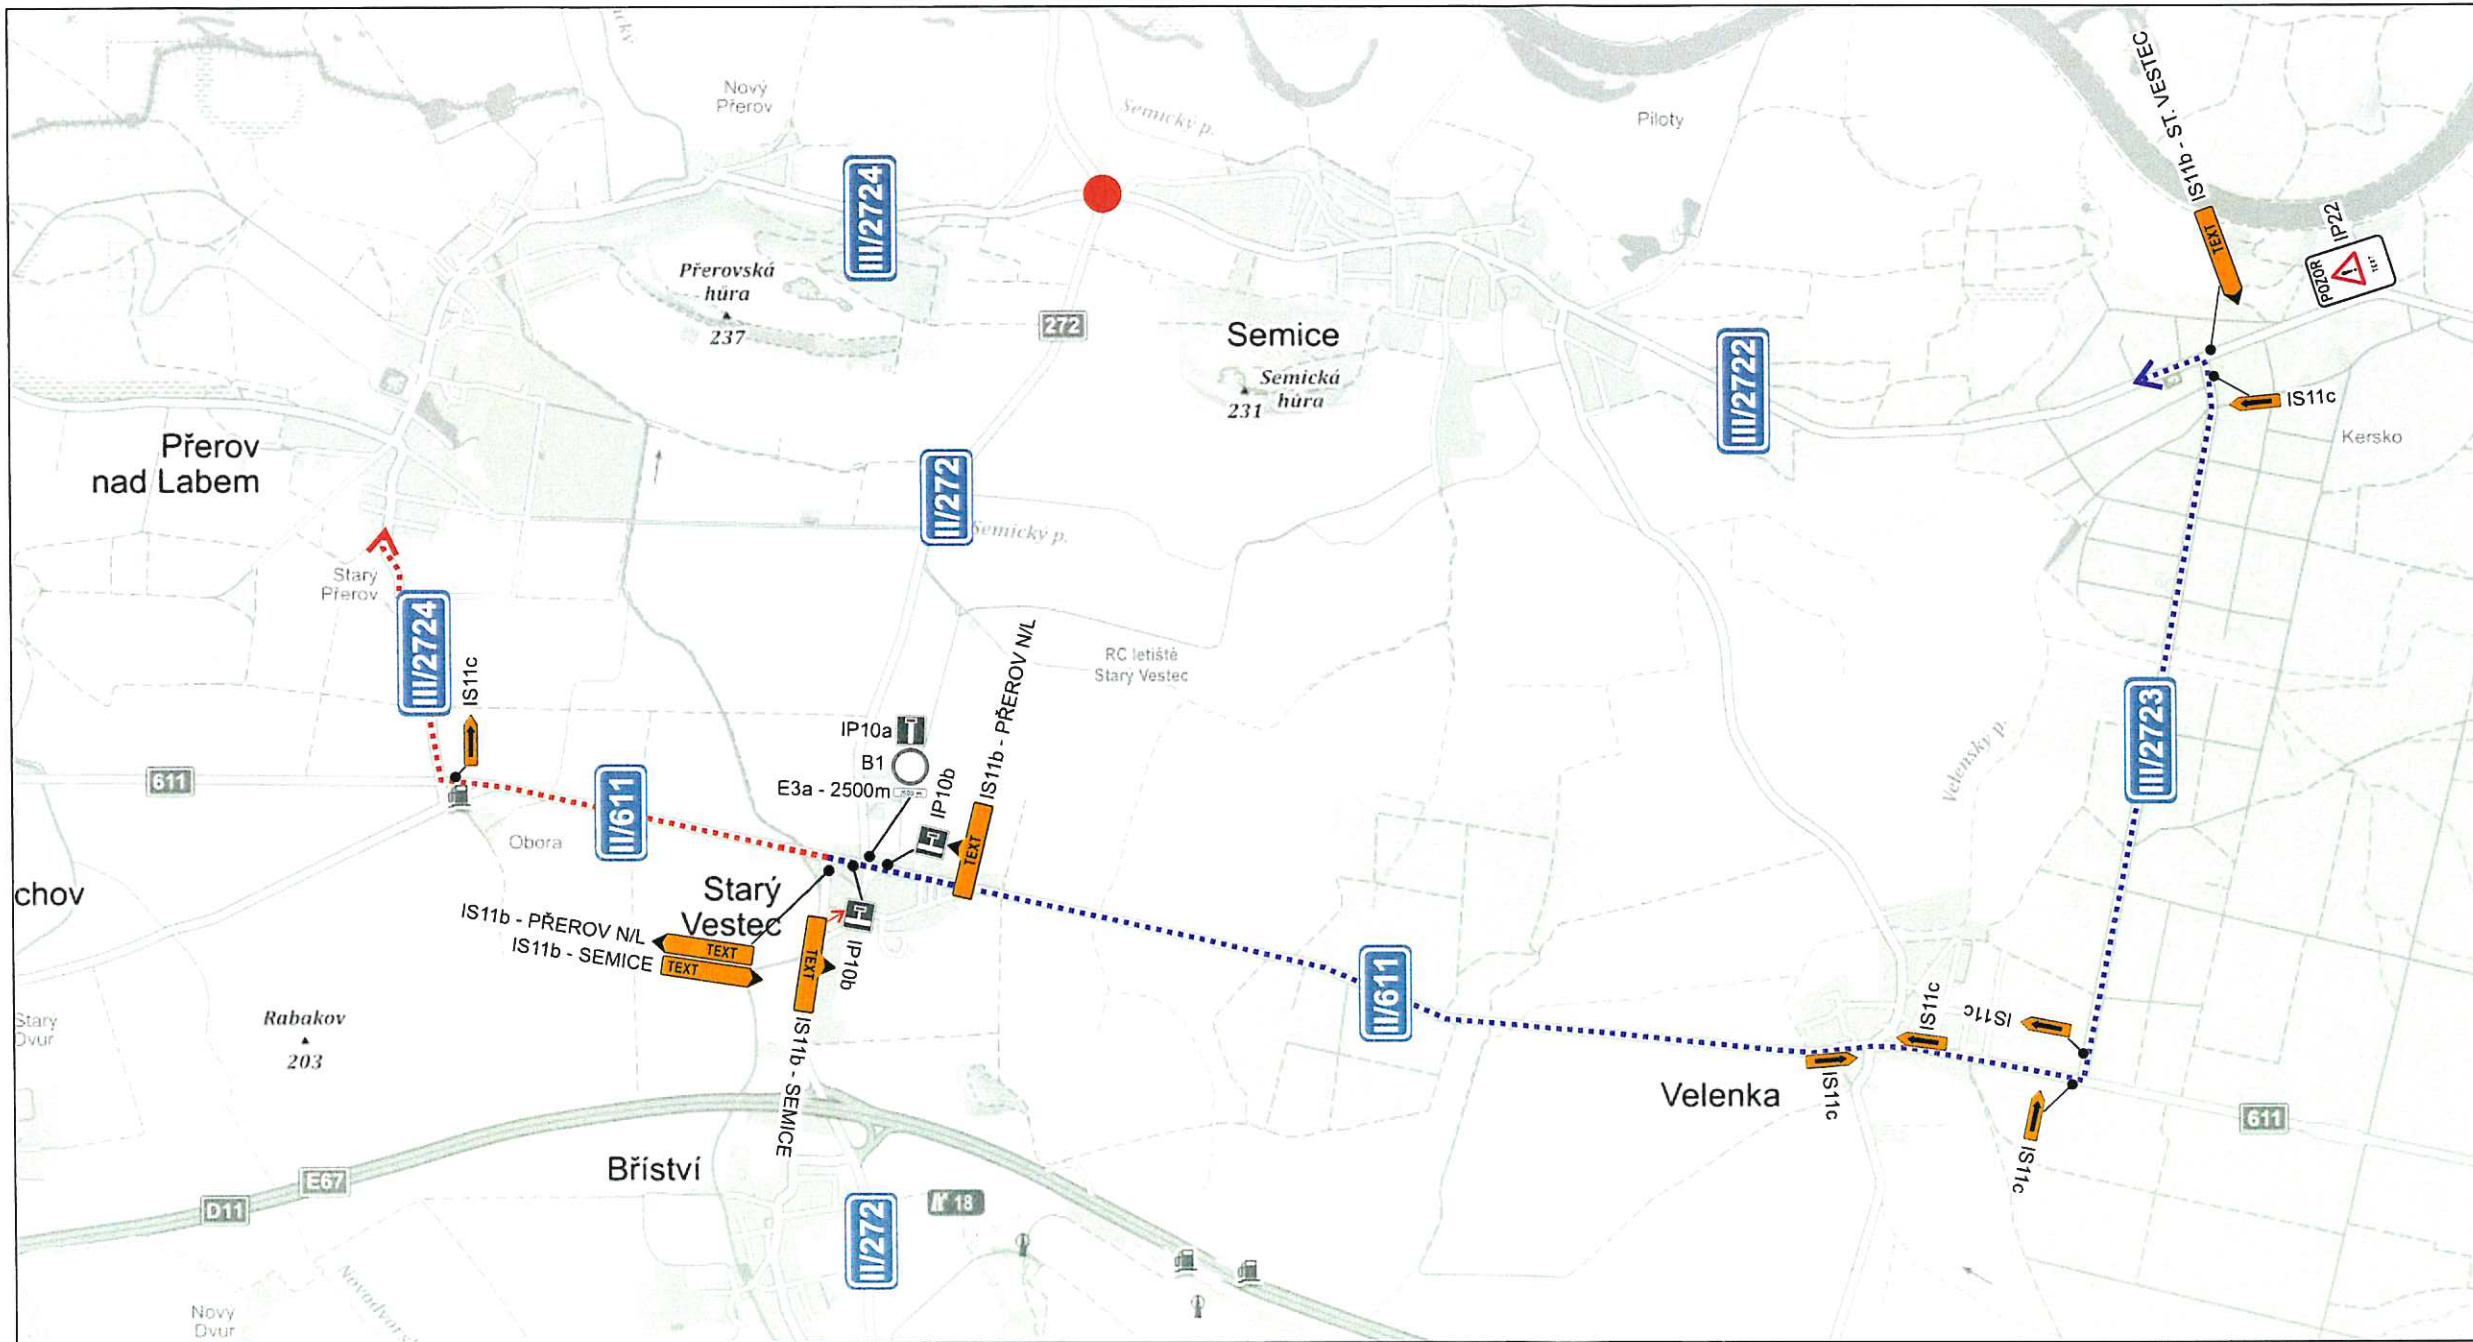 Nový
Přerov
III/2724
Semický p.
Piloty
IS11b - ST. VESTEC
TEXT
IP22
POZOR
TEXT
Přerovská
hůra
237
272
Semice
Semická
hůra
231
III/2722
IS11c
Kersko
Přerov
nad Labem
II/272
Semický p.
Starý
Přerov
III/2724
IS11c
RC letiště
Starý Vestec
IS11b - PŘEROV N/L
TEXT
III/2723
Velenský p.
611
II/611
IP10a
B1
E3a - 2500m
IP10b
Obora
chov
Starý
Vestec
IS11b - PŘEROV N/L
TEXT
IS11b - SEMICE
TEXT
TEXT
IP10b
IS11b - SEMICE
II/611
IS11c
IS11c
IS11c
IS11c
Velenka
611
Starý
Dvůr
Rabakov
203
Bříství
E67
D11
18
II/272
Nový
Dvůr